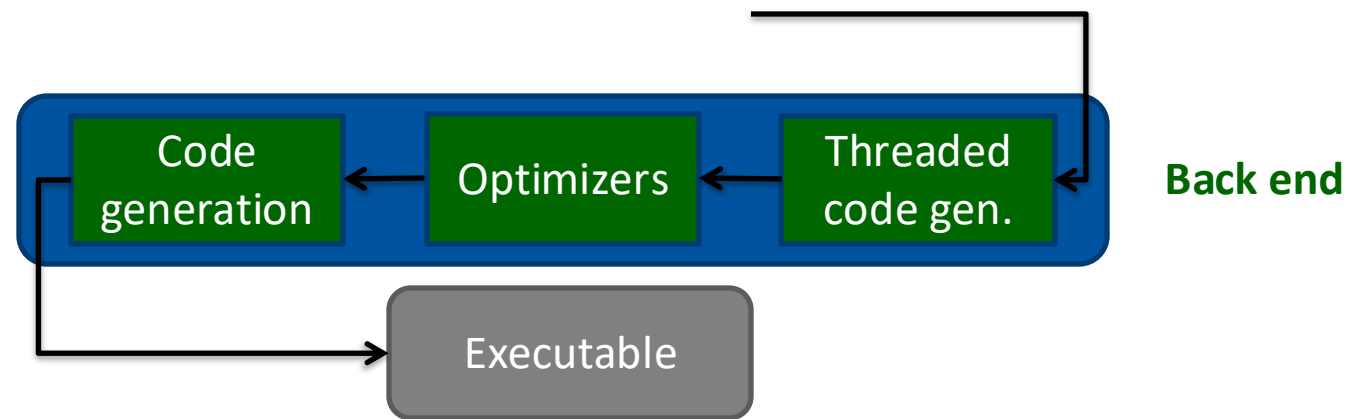 Code
generation
Optimizers
Threaded
code gen.
Back end
Executable